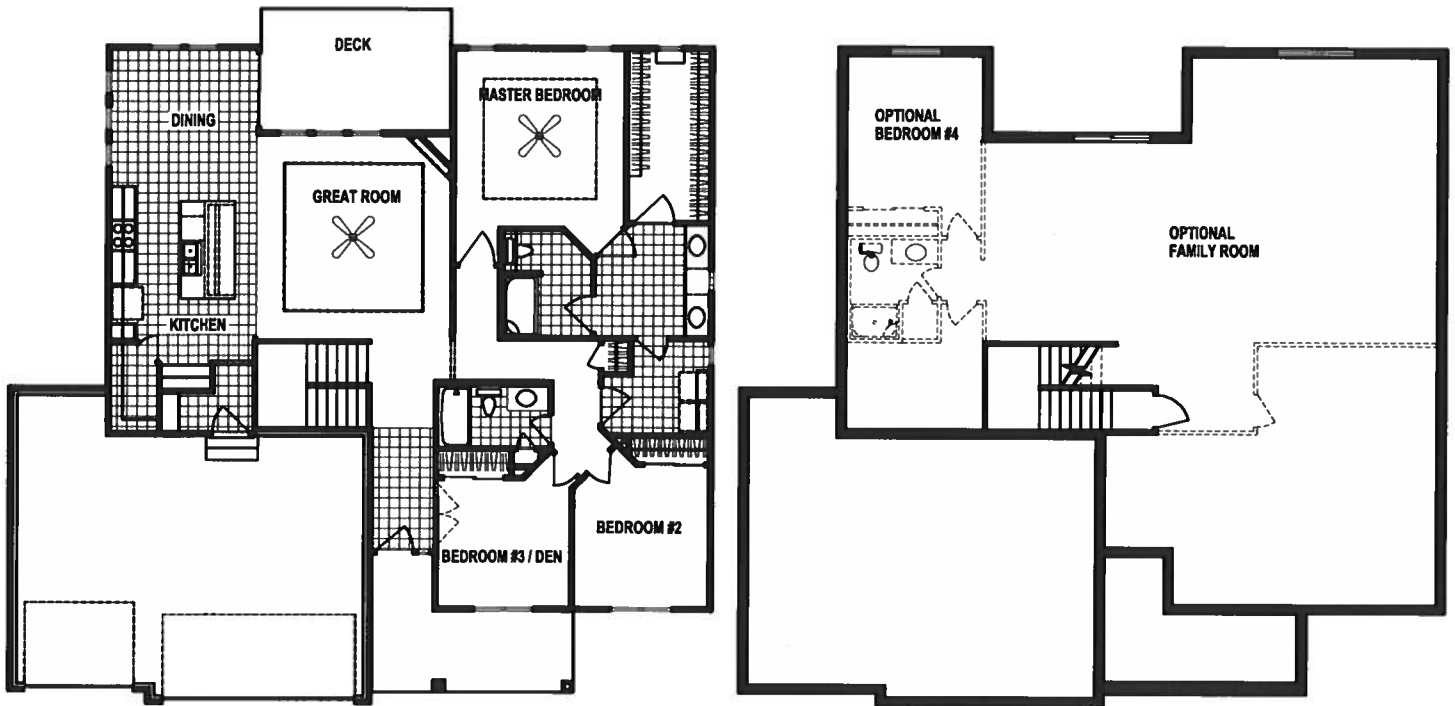 DECK
DINING
MASTER BEDROOM
GREAT ROOM
KITCHEN
BEDROOM #2
BEDROOM #3 / DEN
OPTIONAL
BEDROOM #4
OPTIONAL
FAMILY ROOM